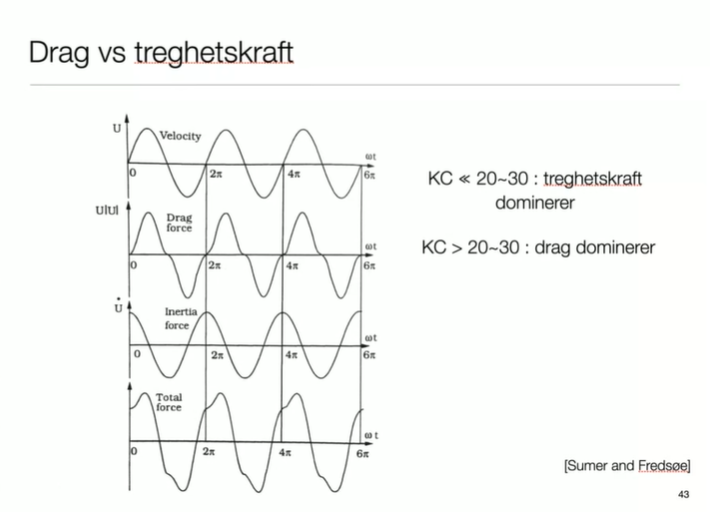 Drag vs treghetskraft
U
Velocity
ωt
0
2π
4π
6π
U|U|
Drag
force
ωt
0
2π
4π
6π
U̇
Inertia
force
ωt
0
2π
4π
6π
Total
force
ωt
0
2π
4π
6π
KC ≪ 20~30 : treghetskraft
dominerer
KC > 20~30 : drag dominerer
[Sumer and Fredsøe]
43